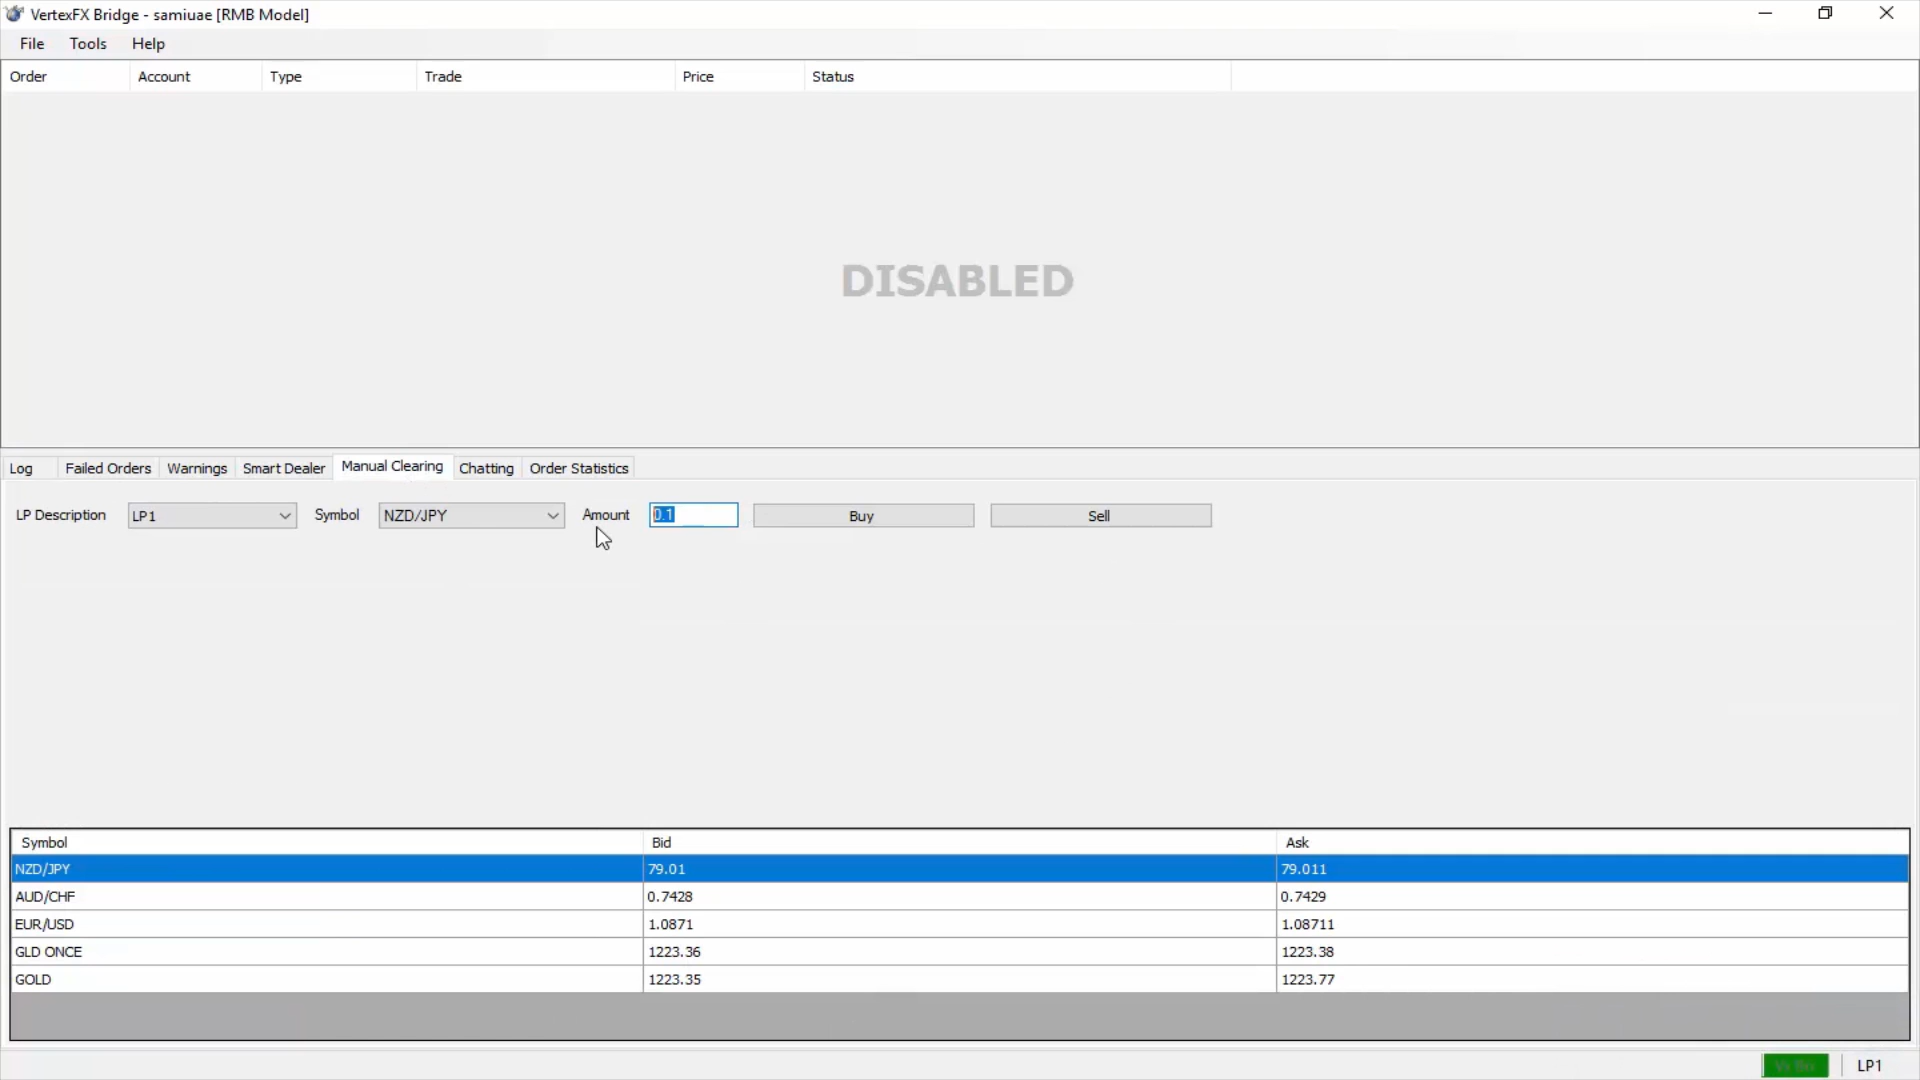 VertexFX Bridge - samiuae [RMB Model]
File Tools Help
Order Account Type Trade Price Status
DISABLED
Log Failed Orders Warnings Smart Dealer Manual Clearing Chatting Order Statistics
LP Description LP1 Symbol NZD/JPY Amount 0.1 Buy Sell
Symbol Bid Ask
NZD/JPY 79.01 79.011
AUD/CHF 0.7428 0.7429
EUR/USD 1.0871 1.08711
GLD ONCE 1223.36 1223.38
GOLD 1223.35 1223.77
LP1